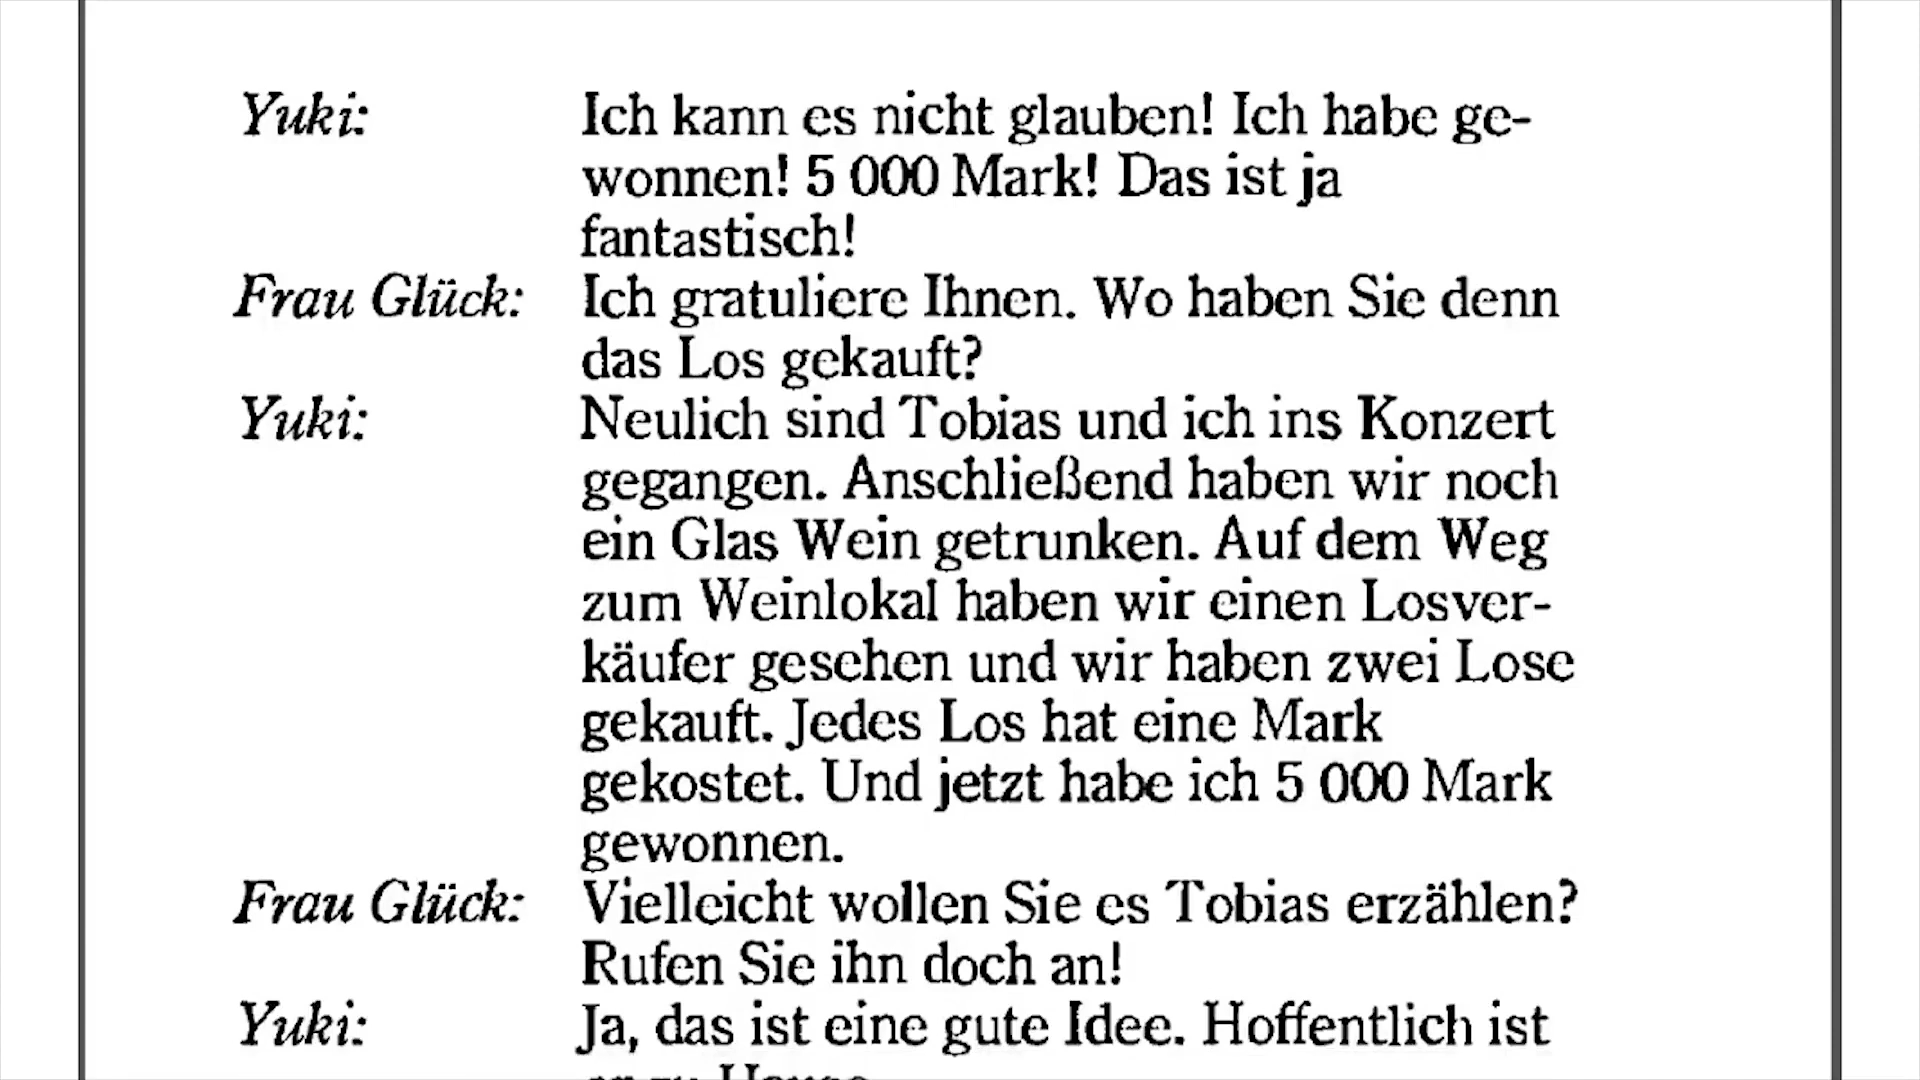 Yuki: Ich kann es nicht glauben! Ich habe ge-
wonnen! 5 000 Mark! Das ist ja
fantastisch!
Frau Glück: Ich gratuliere Ihnen. Wo haben Sie denn
das Los gekauft?
Yuki: Neulich sind Tobias und ich ins Konzert
gegangen. Anschließend haben wir noch
ein Glas Wein getrunken. Auf dem Weg
zum Weinlokal haben wir einen Losver-
käufer gesehen und wir haben zwei Lose
gekauft. Jedes Los hat eine Mark
gekostet. Und jetzt habe ich 5 000 Mark
gewonnen.
Frau Glück: Vielleicht wollen Sie es Tobias erzählen?
Rufen Sie ihn doch an!
Yuki: Ja, das ist eine gute Idee. Hoffentlich ist
er zu Hause